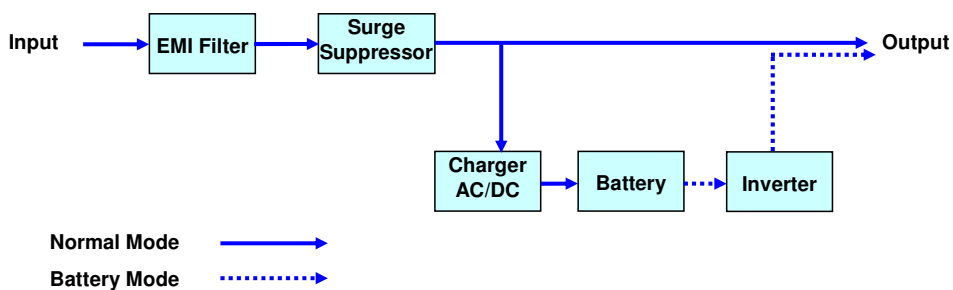 Input
EMI Filter
Surge
Suppressor
Output
Charger
AC/DC
Battery
Inverter
Normal Mode
Battery Mode